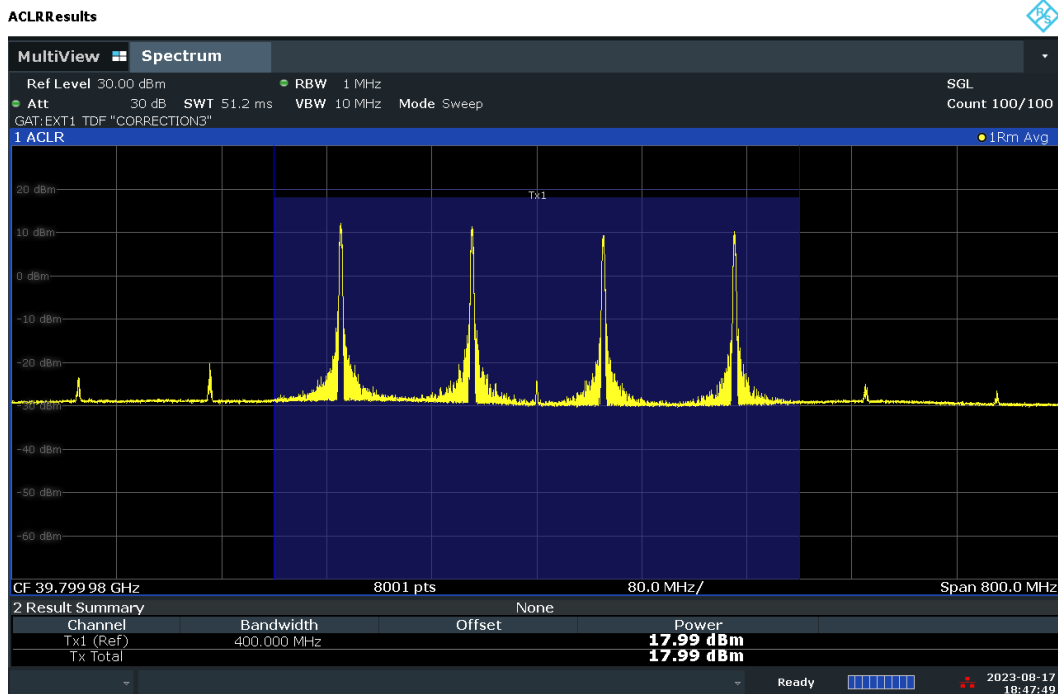 ACLRResults
R&S
MultiView Spectrum
Ref Level 30.00 dBm RBW 1 MHz SGL
Att 30 dB SWT 51.2 ms VBW 10 MHz Mode Sweep Count 100/100
GAT:EXT1 TDF "CORRECTION3"
1 ACLR 1Rm Avg
20 dBm
Tx1
10 dBm
0 dBm
-10 dBm
-20 dBm
-30 dBm
-40 dBm
-50 dBm
-60 dBm
CF 39.79998 GHz 8001 pts 80.0 MHz/ Span 800.0 MHz
2 Result Summary None
Channel Bandwidth Offset Power
Tx1 (Ref) 400.000 MHz 17.99 dBm
Tx Total 17.99 dBm
Ready 2023-08-17
18:47:49